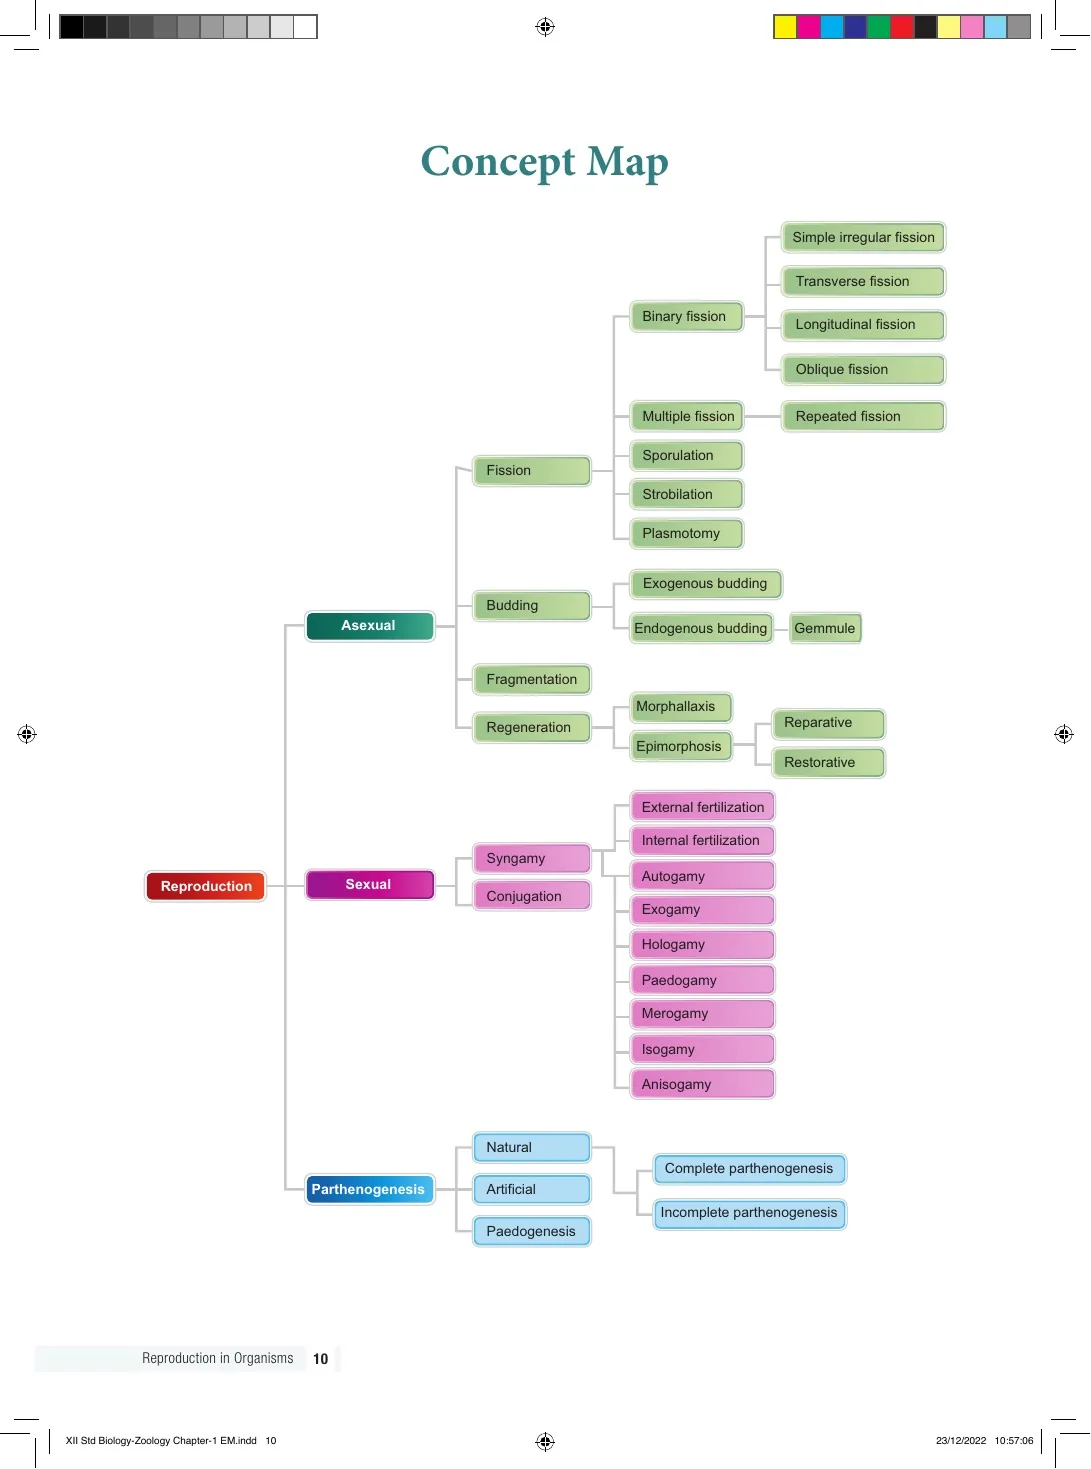 Concept Map
Simple irregular fission
Transverse fission
Binary fission
Longitudinal fission
Oblique fission
Multiple fission
Repeated fission
Sporulation
Fission
Strobilation
Plasmotomy
Exogenous budding
Budding
Asexual
Endogenous budding
Gemmule
Fragmentation
Morphallaxis
Regeneration
Reparative
Epimorphosis
Restorative
External fertilization
Internal fertilization
Syngamy
Autogamy
Reproduction
Sexual
Conjugation
Exogamy
Hologamy
Paedogamy
Merogamy
Isogamy
Anisogamy
Natural
Complete parthenogenesis
Parthenogenesis
Artificial
Incomplete parthenogenesis
Paedogenesis
Reproduction in Organisms 10
XII Std Biology-Zoology Chapter-1 EM.indd 10
23/12/2022 10:57:06